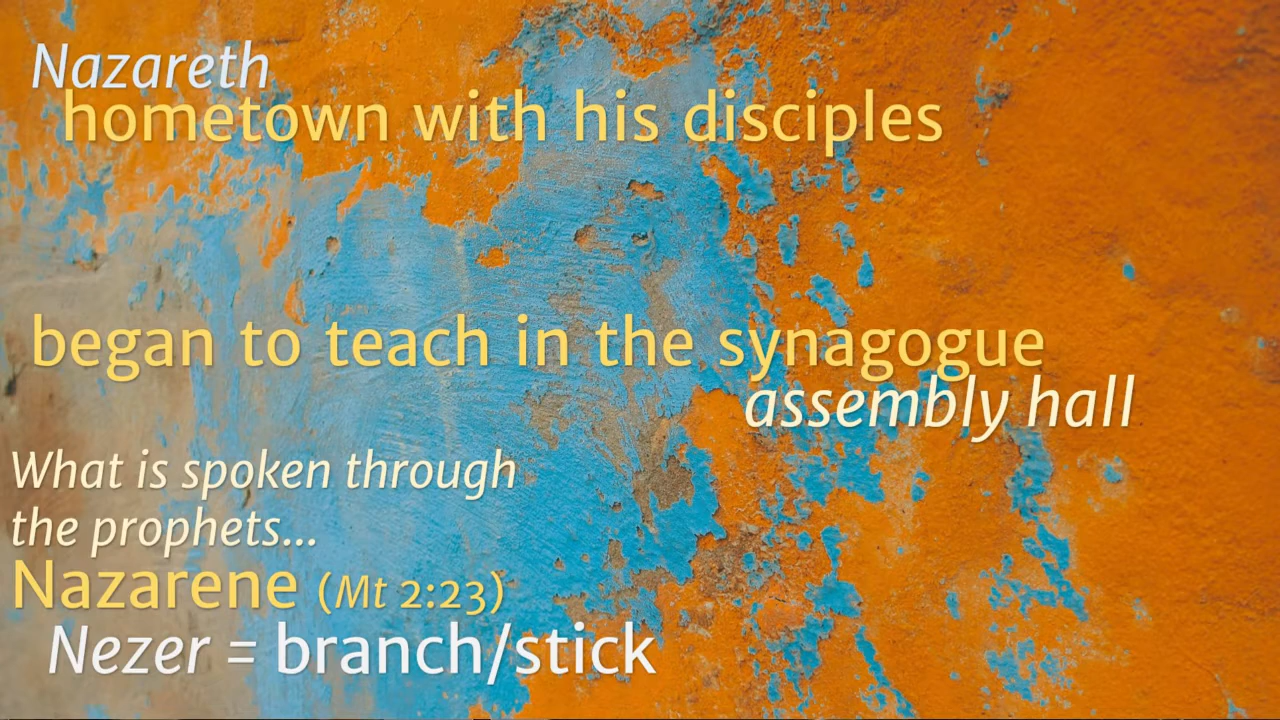 Nazareth
hometown with his disciples
began to teach in the synagogue
assembly hall
What is spoken through
the prophets...
Nazarene (Mt 2:23)
Nezer = branch/stick